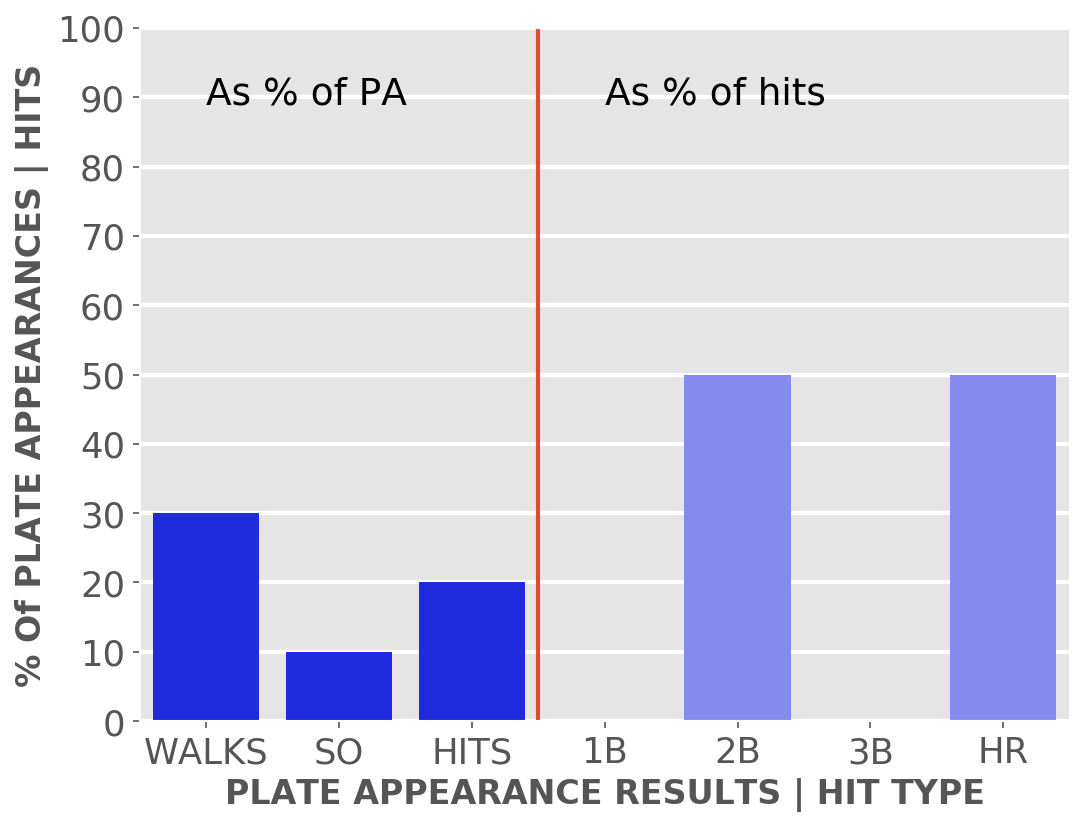 % Of PLATE APPEARANCES | HITS
100
90
80
70
60
50
40
30
20
10
0
As % of PA
As % of hits
WALKS SO HITS 1B 2B 3B HR
PLATE APPEARANCE RESULTS | HIT TYPE